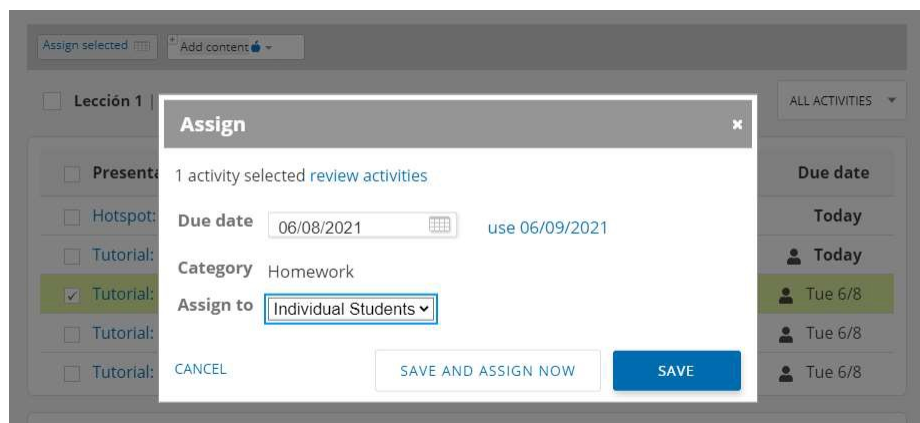 Assign selected
Add content
Lección 1 |
ALL ACTIVITIES
Assign
Due date
1 activity selected review activities
Hotspot:
Today
Due date 06/08/2021 use 06/09/2021
Tutorial:
Today
Category Homework
Tutorial:
Tue 6/8
Assign to Individual Students
Tutorial:
Tue 6/8
CANCEL SAVE AND ASSIGN NOW SAVE
Tutorial:
Tue 6/8